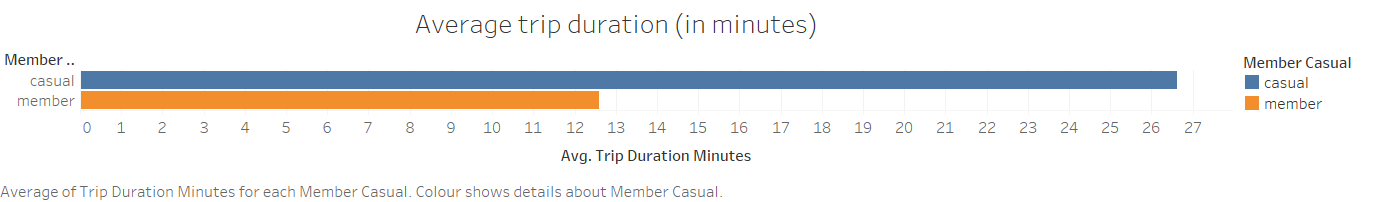 Average trip duration (in minutes)
Member ..
casual
member
0 1 2 3 4 5 6 7 8 9 10 11 12 13 14 15 16 17 18 19 20 21 22 23 24 25 26 27
Avg. Trip Duration Minutes
Member Casual
casual
member
Average of Trip Duration Minutes for each Member Casual. Colour shows details about Member Casual.